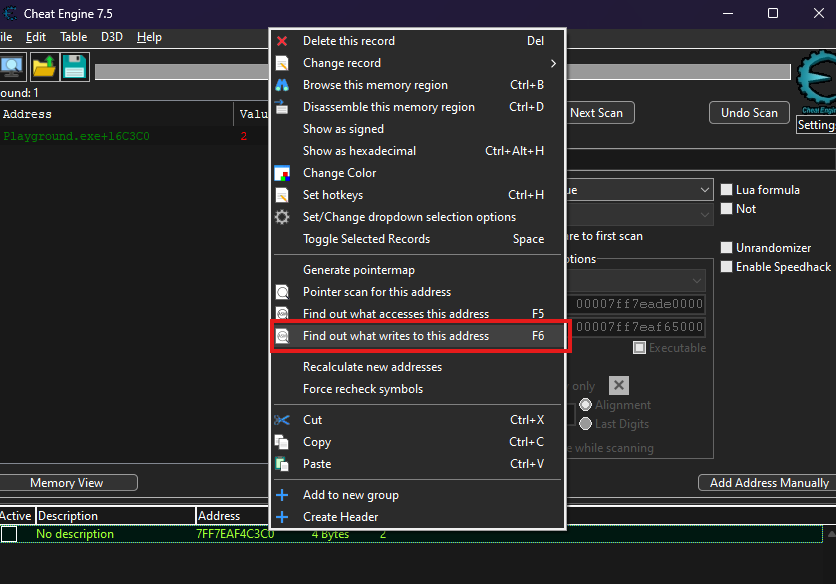 Cheat Engine 7.5
ile Edit Table D3D Help
Delete this record Del
Change record
Browse this memory region Ctrl+B
Disassemble this memory region Ctrl+D
Show as signed
Show as hexadecimal Ctrl+Alt+H
Change Color
Set hotkeys Ctrl+H
Set/Change dropdown selection options
Toggle Selected Records Space
Generate pointermap
Pointer scan for this address
Find out what accesses this address F5
Find out what writes to this address F6
Recalculate new addresses
Force recheck symbols
Cut Ctrl+X
Copy Ctrl+C
Paste Ctrl+V
Add to new group
Create Header
ound: 1
Address Valu
Playground.exe+16C3C0 2
Next Scan Undo Scan
Cheat Engin
Setting
ue
Lua formula
Not
re to first scan
ptions
Unrandomizer
Enable Speedhack
00007ff7eade0000
00007ff7eaf65000
Executable
only
Alignment
Last Digits
e while scanning
Memory View Add Address Manually
Active Description Address
No description 7FF7EAF4C3C0 4 Bytes 2